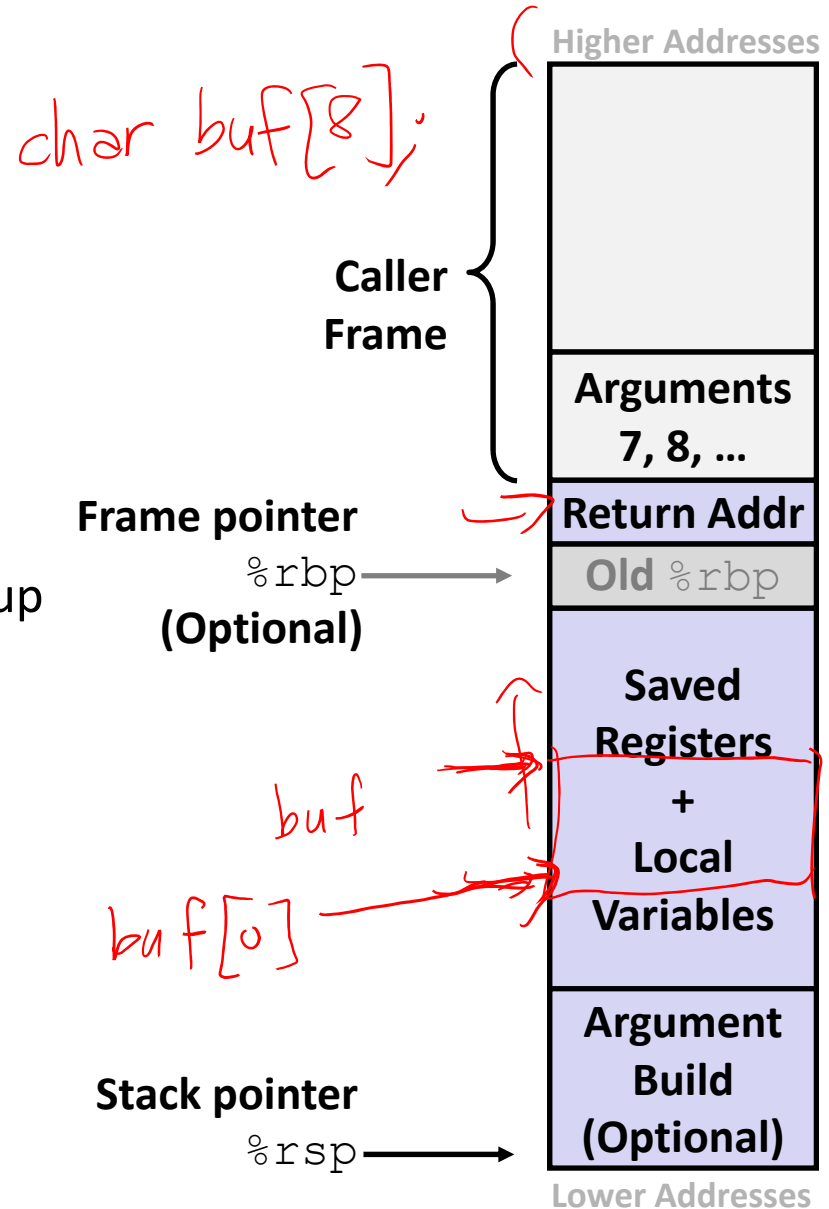 Higher Addresses
char buf[8];
Caller
Frame
Arguments
7, 8, …
Frame pointer
Return Addr
%rbp
Old %rbp
up
(Optional)
Saved
Registers
+
buf
Local
Variables
buf[0]
Argument
Build
(Optional)
Stack pointer
%rsp
Lower Addresses